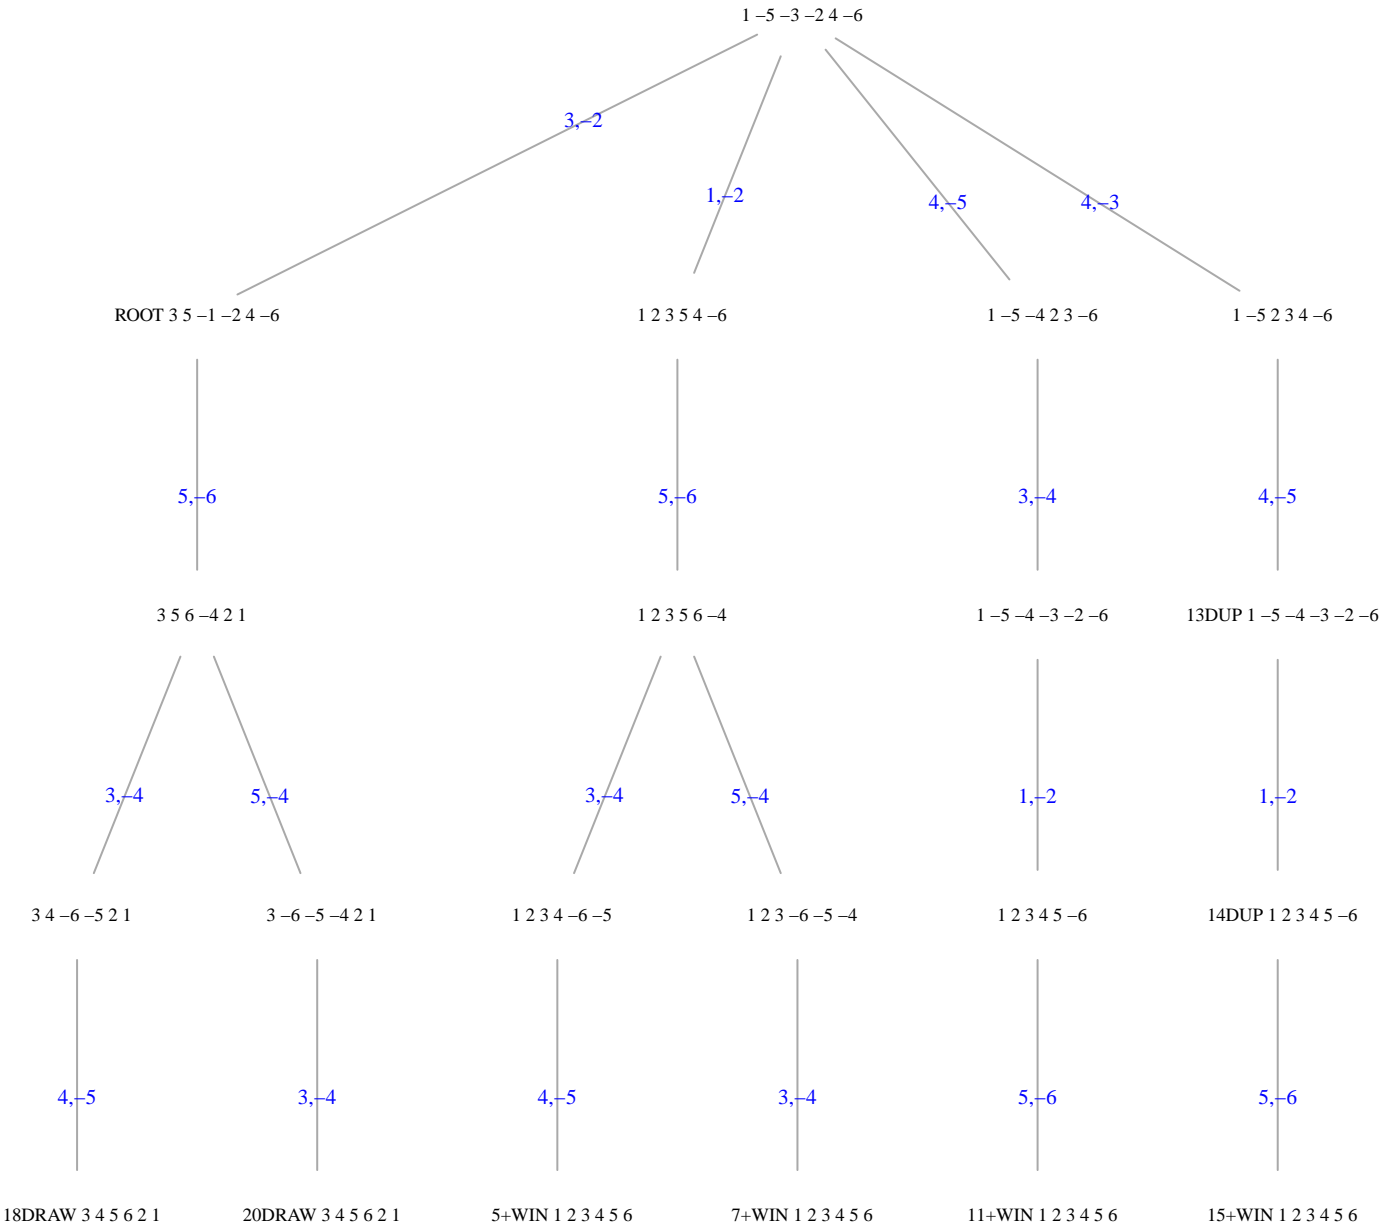 1 –5 –3 –2 4 –6
3,–2
1,–2
4,–5
4,–3
ROOT 3 5 –1 –2 4 –6
1 2 3 5 4 –6
1 –5 –4 2 3 –6
1 –5 2 3 4 –6
5,–6
5,–6
3,–4
4,–5
3 5 6 –4 2 1
1 2 3 5 6 –4
1 –5 –4 –3 –2 –6
13DUP 1 –5 –4 –3 –2 –6
3,–4
5,–4
3,–4
5,–4
1,–2
1,–2
3 4 –6 –5 2 1
3 –6 –5 –4 2 1
1 2 3 4 –6 –5
1 2 3 –6 –5 –4
1 2 3 4 5 –6
14DUP 1 2 3 4 5 –6
4,–5
3,–4
4,–5
3,–4
5,–6
5,–6
18DRAW 3 4 5 6 2 1
20DRAW 3 4 5 6 2 1
5+WIN 1 2 3 4 5 6
7+WIN 1 2 3 4 5 6
11+WIN 1 2 3 4 5 6
15+WIN 1 2 3 4 5 6